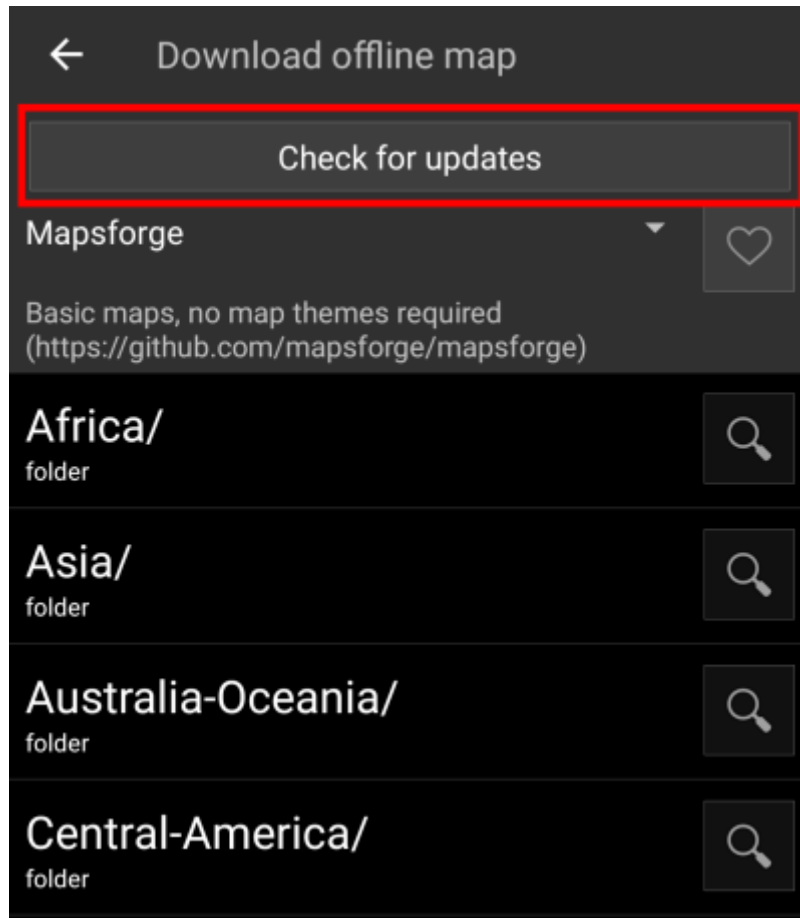 Download offline map
Check for updates
Mapsforge
Basic maps, no map themes required
(https://github.com/mapsforge/mapsforge)
Africa/
folder
Asia/
folder
Australia-Oceania/
folder
Central-America/
folder